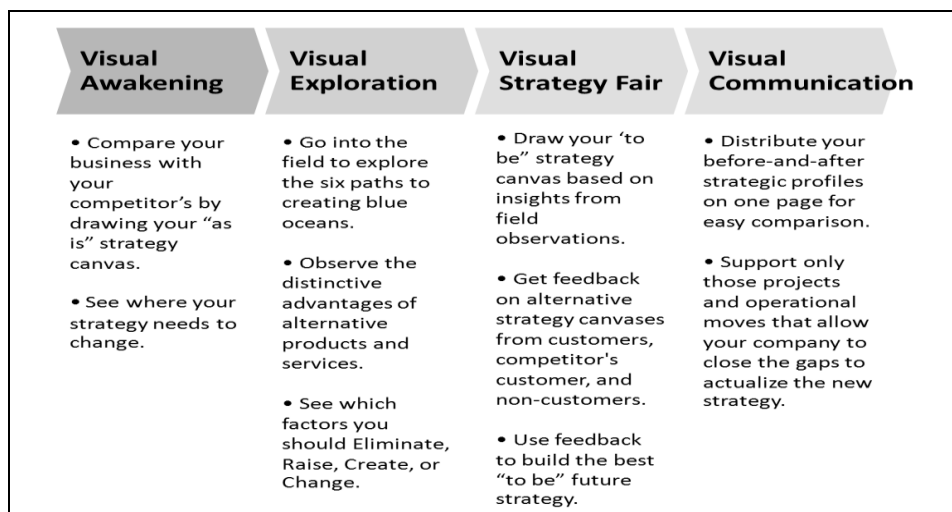 Visual
Awakening
• Compare your
business with
your
competitor’s by
drawing your “as
is” strategy
canvas.
• See where your
strategy needs to
change.
Visual
Exploration
• Go into the
field to explore
the six paths to
creating blue
oceans.
• Observe the
distinctive
advantages of
alternative
products and
services.
• See which
factors you
should Eliminate,
Raise, Create, or
Change.
Visual
Strategy Fair
• Draw your ‘to
be” strategy
canvas based on
insights from
field
observations.
• Get feedback
on alternative
strategy canvases
from customers,
competitor's
customer, and
non-customers.
• Use feedback
to build the best
“to be” future
strategy.
Visual
Communication
• Distribute your
before-and-after
strategic profiles
on one page for
easy comparison.
• Support only
those projects
and operational
moves that allow
your company to
close the gaps to
actualize the new
strategy.